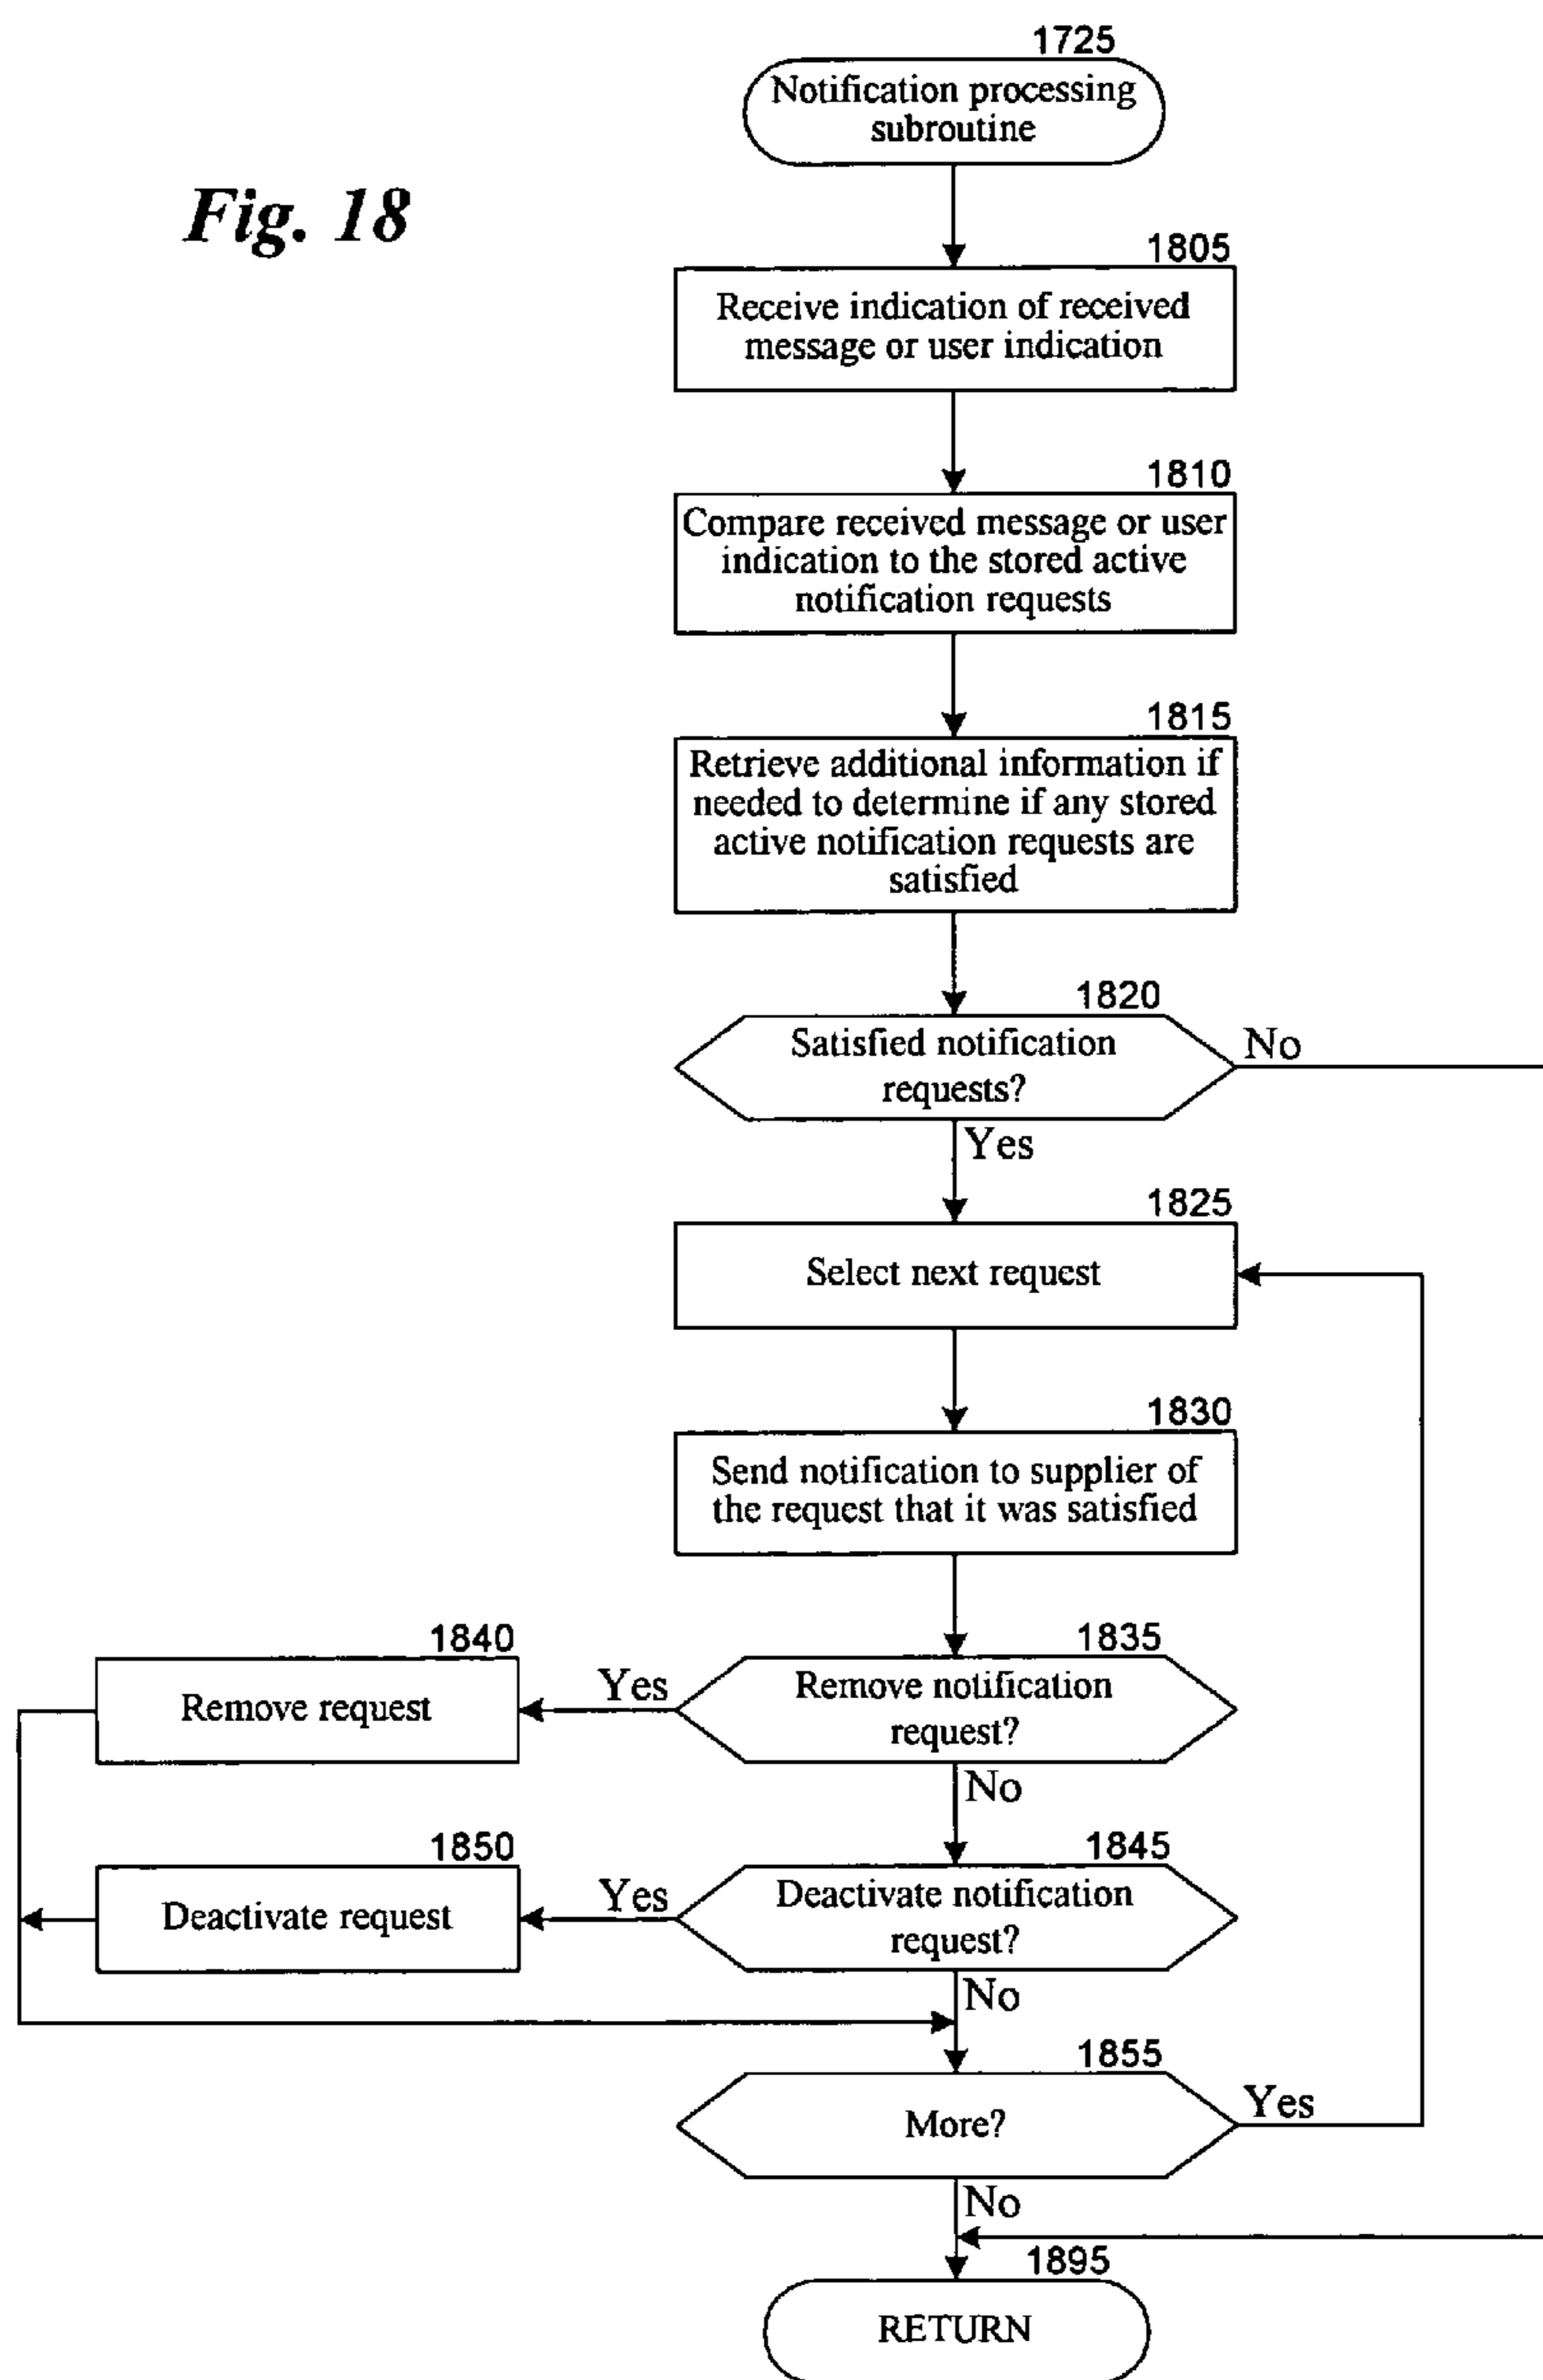 1725
Notification processing
subroutine
Fig. 18
1805
Receive indication of received
message or user indication
1810
Compare received message or user
indication to the stored active
notification requests
1815
Retrieve additional information if
needed to determine if any stored
active notification requests are
satisfied
1820
Satisfied notification
requests?
No
Yes
1825
Select next request
1830
Send notification to supplier of
the request that it was satisfied
1840
Remove request
Yes
1835
Remove notification
request?
No
1850
Deactivate request
Yes
1845
Deactivate notification
request?
No
1855
More?
Yes
No
1895
RETURN